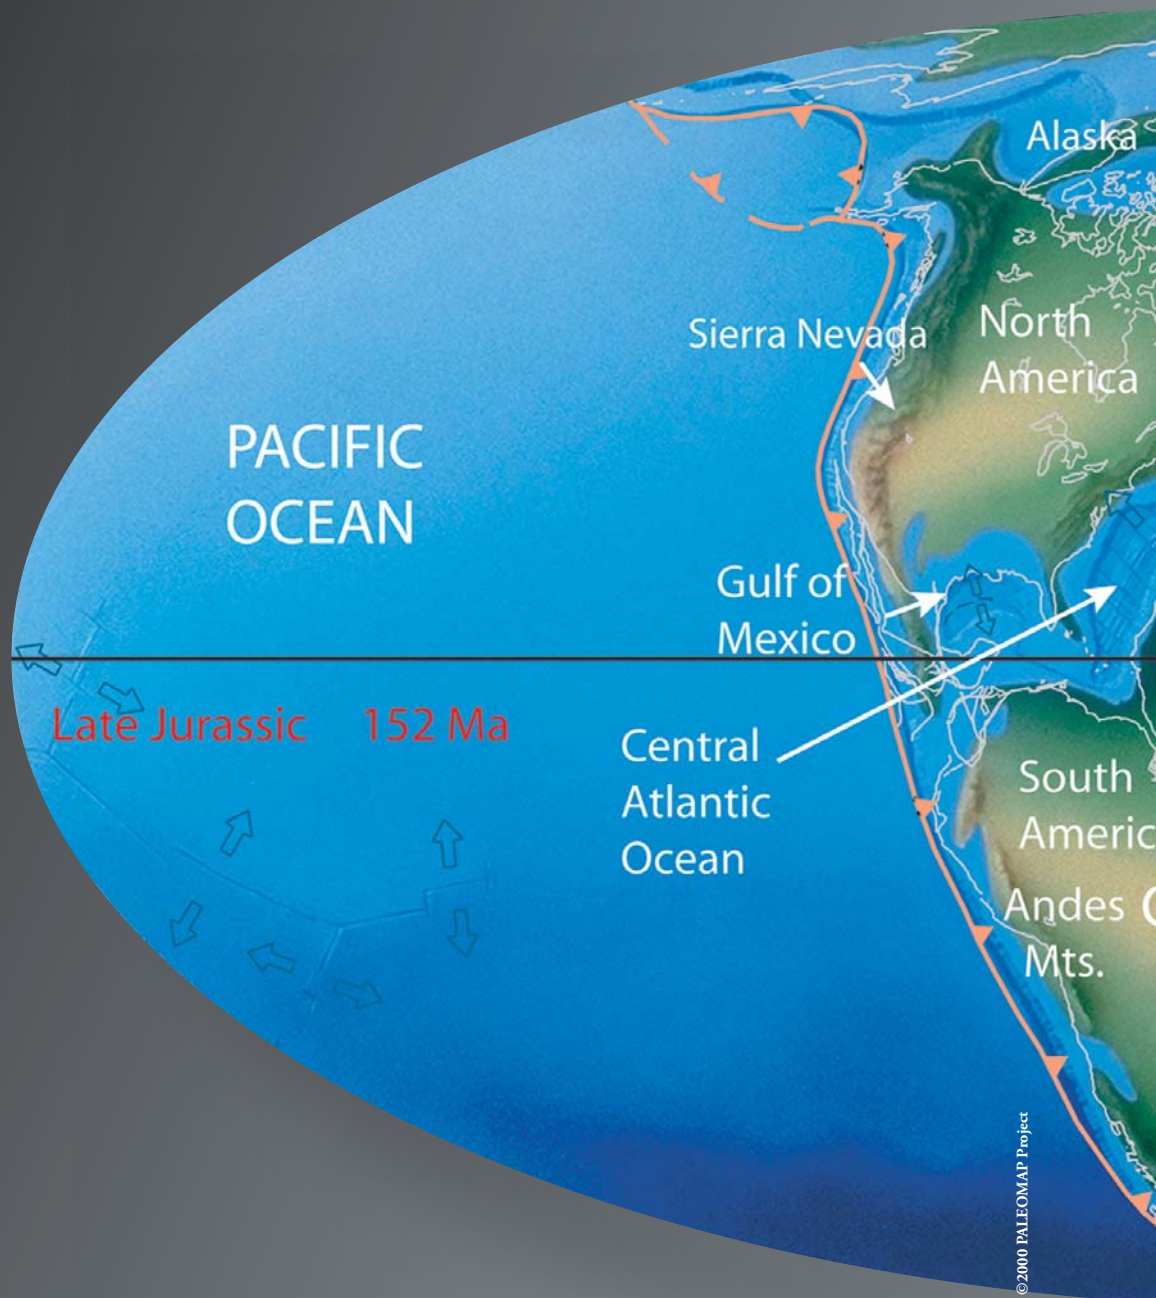 Alaska
Sierra Nevada
North
America
PACIFIC
OCEAN
Gulf of
Mexico
Late Jurassic 152 Ma
Central
Atlantic
Ocean
South
Americ
Andes
Mts.
©2000 PALEOMAP Project